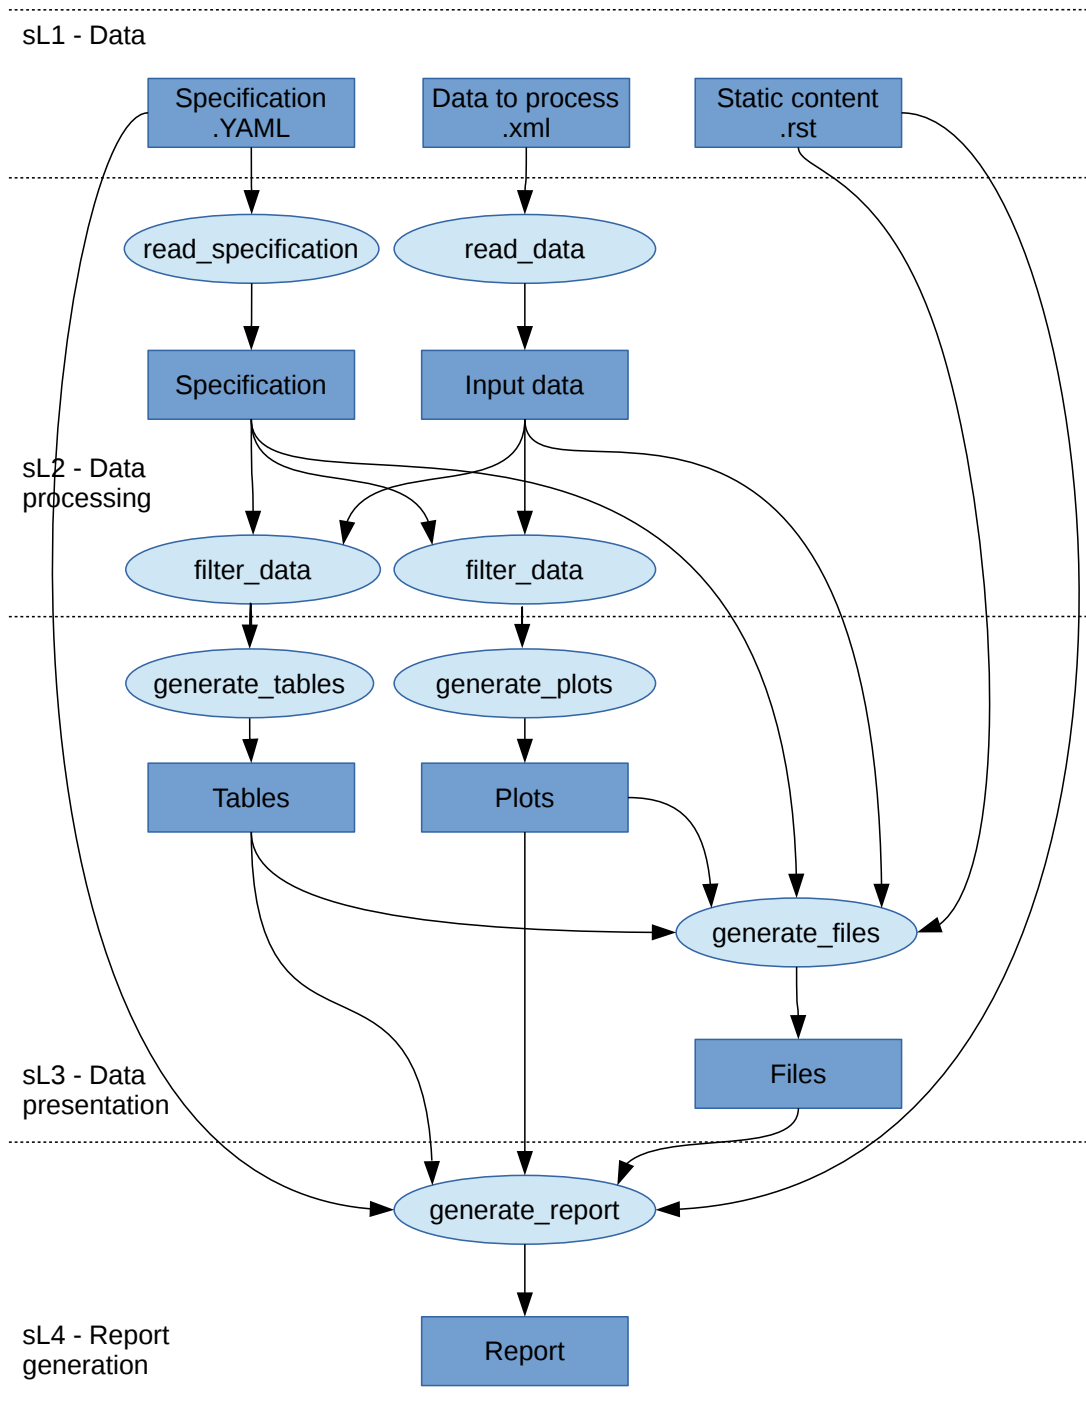 sL1 - Data
Specification
.YAML
Data to process
.xml
Static content
.rst
read_specification
read_data
Specification
Input data
sL2 - Data
processing
filter_data
filter_data
generate_tables
generate_plots
Tables
Plots
generate_files
Files
sL3 - Data
presentation
generate_report
sL4 - Report
generation
Report